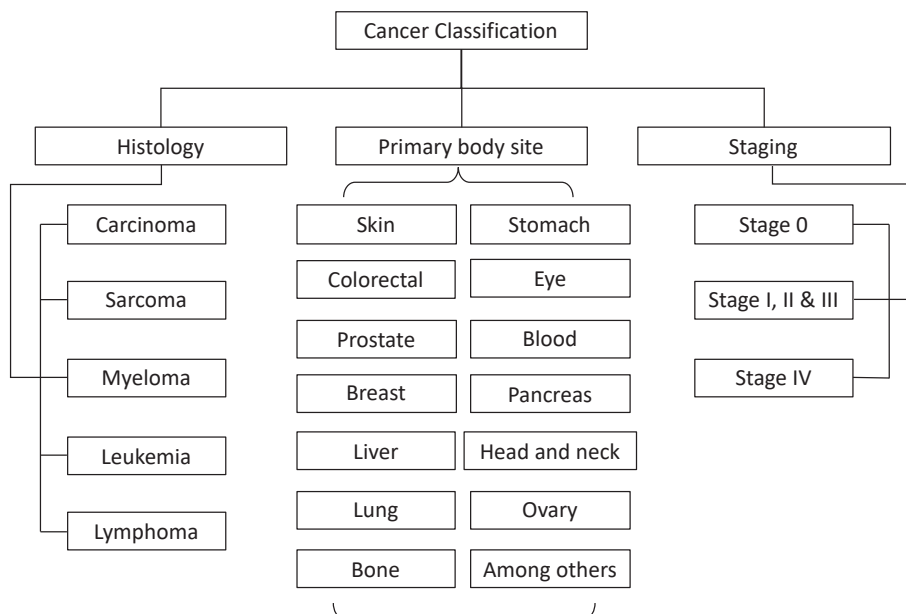 Cancer Classification
Histology
Primary body site
Staging
Carcinoma
Sarcoma
Myeloma
Leukemia
Lymphoma
Skin
Stomach
Colorectal
Eye
Prostate
Blood
Breast
Pancreas
Liver
Head and neck
Lung
Ovary
Bone
Among others
Stage 0
Stage I, II & III
Stage IV